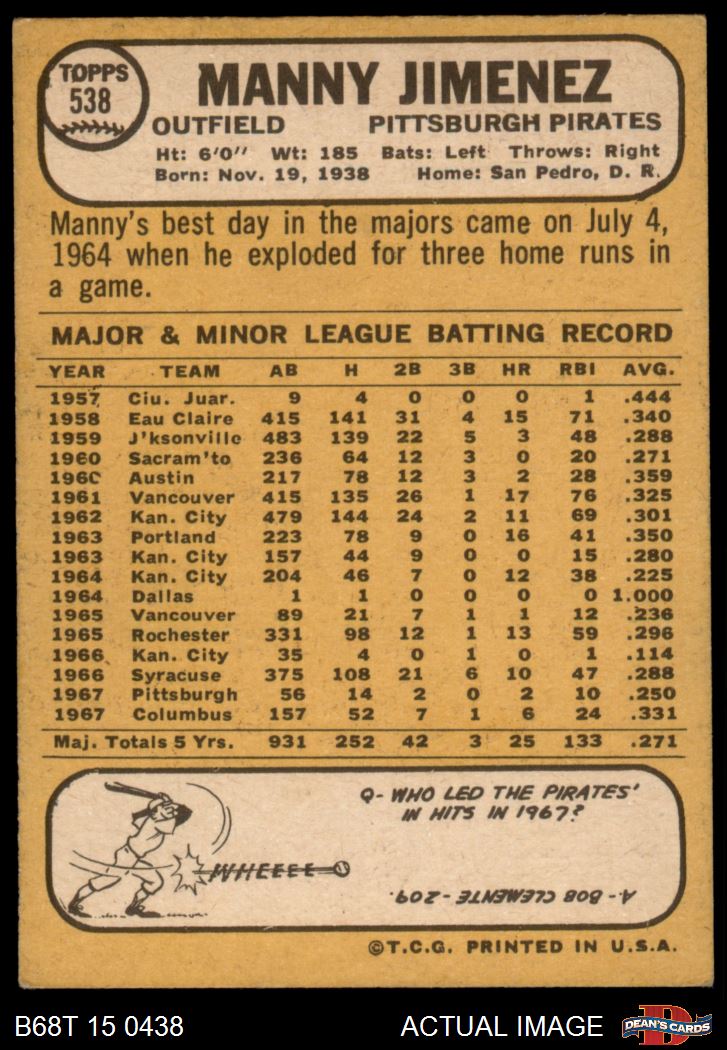 TOPPS
538
MANNY JIMENEZ
OUTFIELD PITTSBURGH PIRATES
Ht: 6'0" Wt: 185 Bats: Left Throws: Right
Born: Nov. 19, 1938 Home: San Pedro, D. R.
Manny's best day in the majors came on July 4,
1964 when he exploded for three home runs in
a game.
MAJOR & MINOR LEAGUE BATTING RECORD
YEAR TEAM AB H 2B 3B HR RBI AVG.
1957 Ciu. Juar. 9 4 0 0 0 1 .444
1958 Eau Claire 415 141 31 4 15 71 .340
1959 J'ksonville 483 139 22 5 3 48 .288
1960 Sacram'to 236 64 12 3 0 20 .271
1960 Austin 217 78 12 3 2 28 .359
1961 Vancouver 415 135 26 1 17 76 .325
1962 Kan. City 479 144 24 2 11 69 .301
1963 Portland 223 78 9 0 16 41 .350
1963 Kan. City 157 44 9 0 0 15 .280
1964 Kan. City 204 46 7 0 12 38 .225
1964 Dallas 1 1 0 0 0 0 1.000
1965 Vancouver 89 21 7 1 1 12 .236
1965 Rochester 331 98 12 1 13 59 .296
1966 Kan. City 35 4 0 1 0 1 .114
1966 Syracuse 375 108 21 6 10 47 .288
1967 Pittsburgh 56 14 2 0 2 10 .250
1967 Columbus 157 52 7 1 6 24 .331
Maj. Totals 5 Yrs. 931 252 42 3 25 133 .271
Q- WHO LED THE PIRATES'
IN HITS IN 1967?
WHEEEE
A- BOB CLEMENTE - 209.
©T.C.G. PRINTED IN U.S.A.
B68T 15 0438 ACTUAL IMAGE
D
DEAN'S CARDS